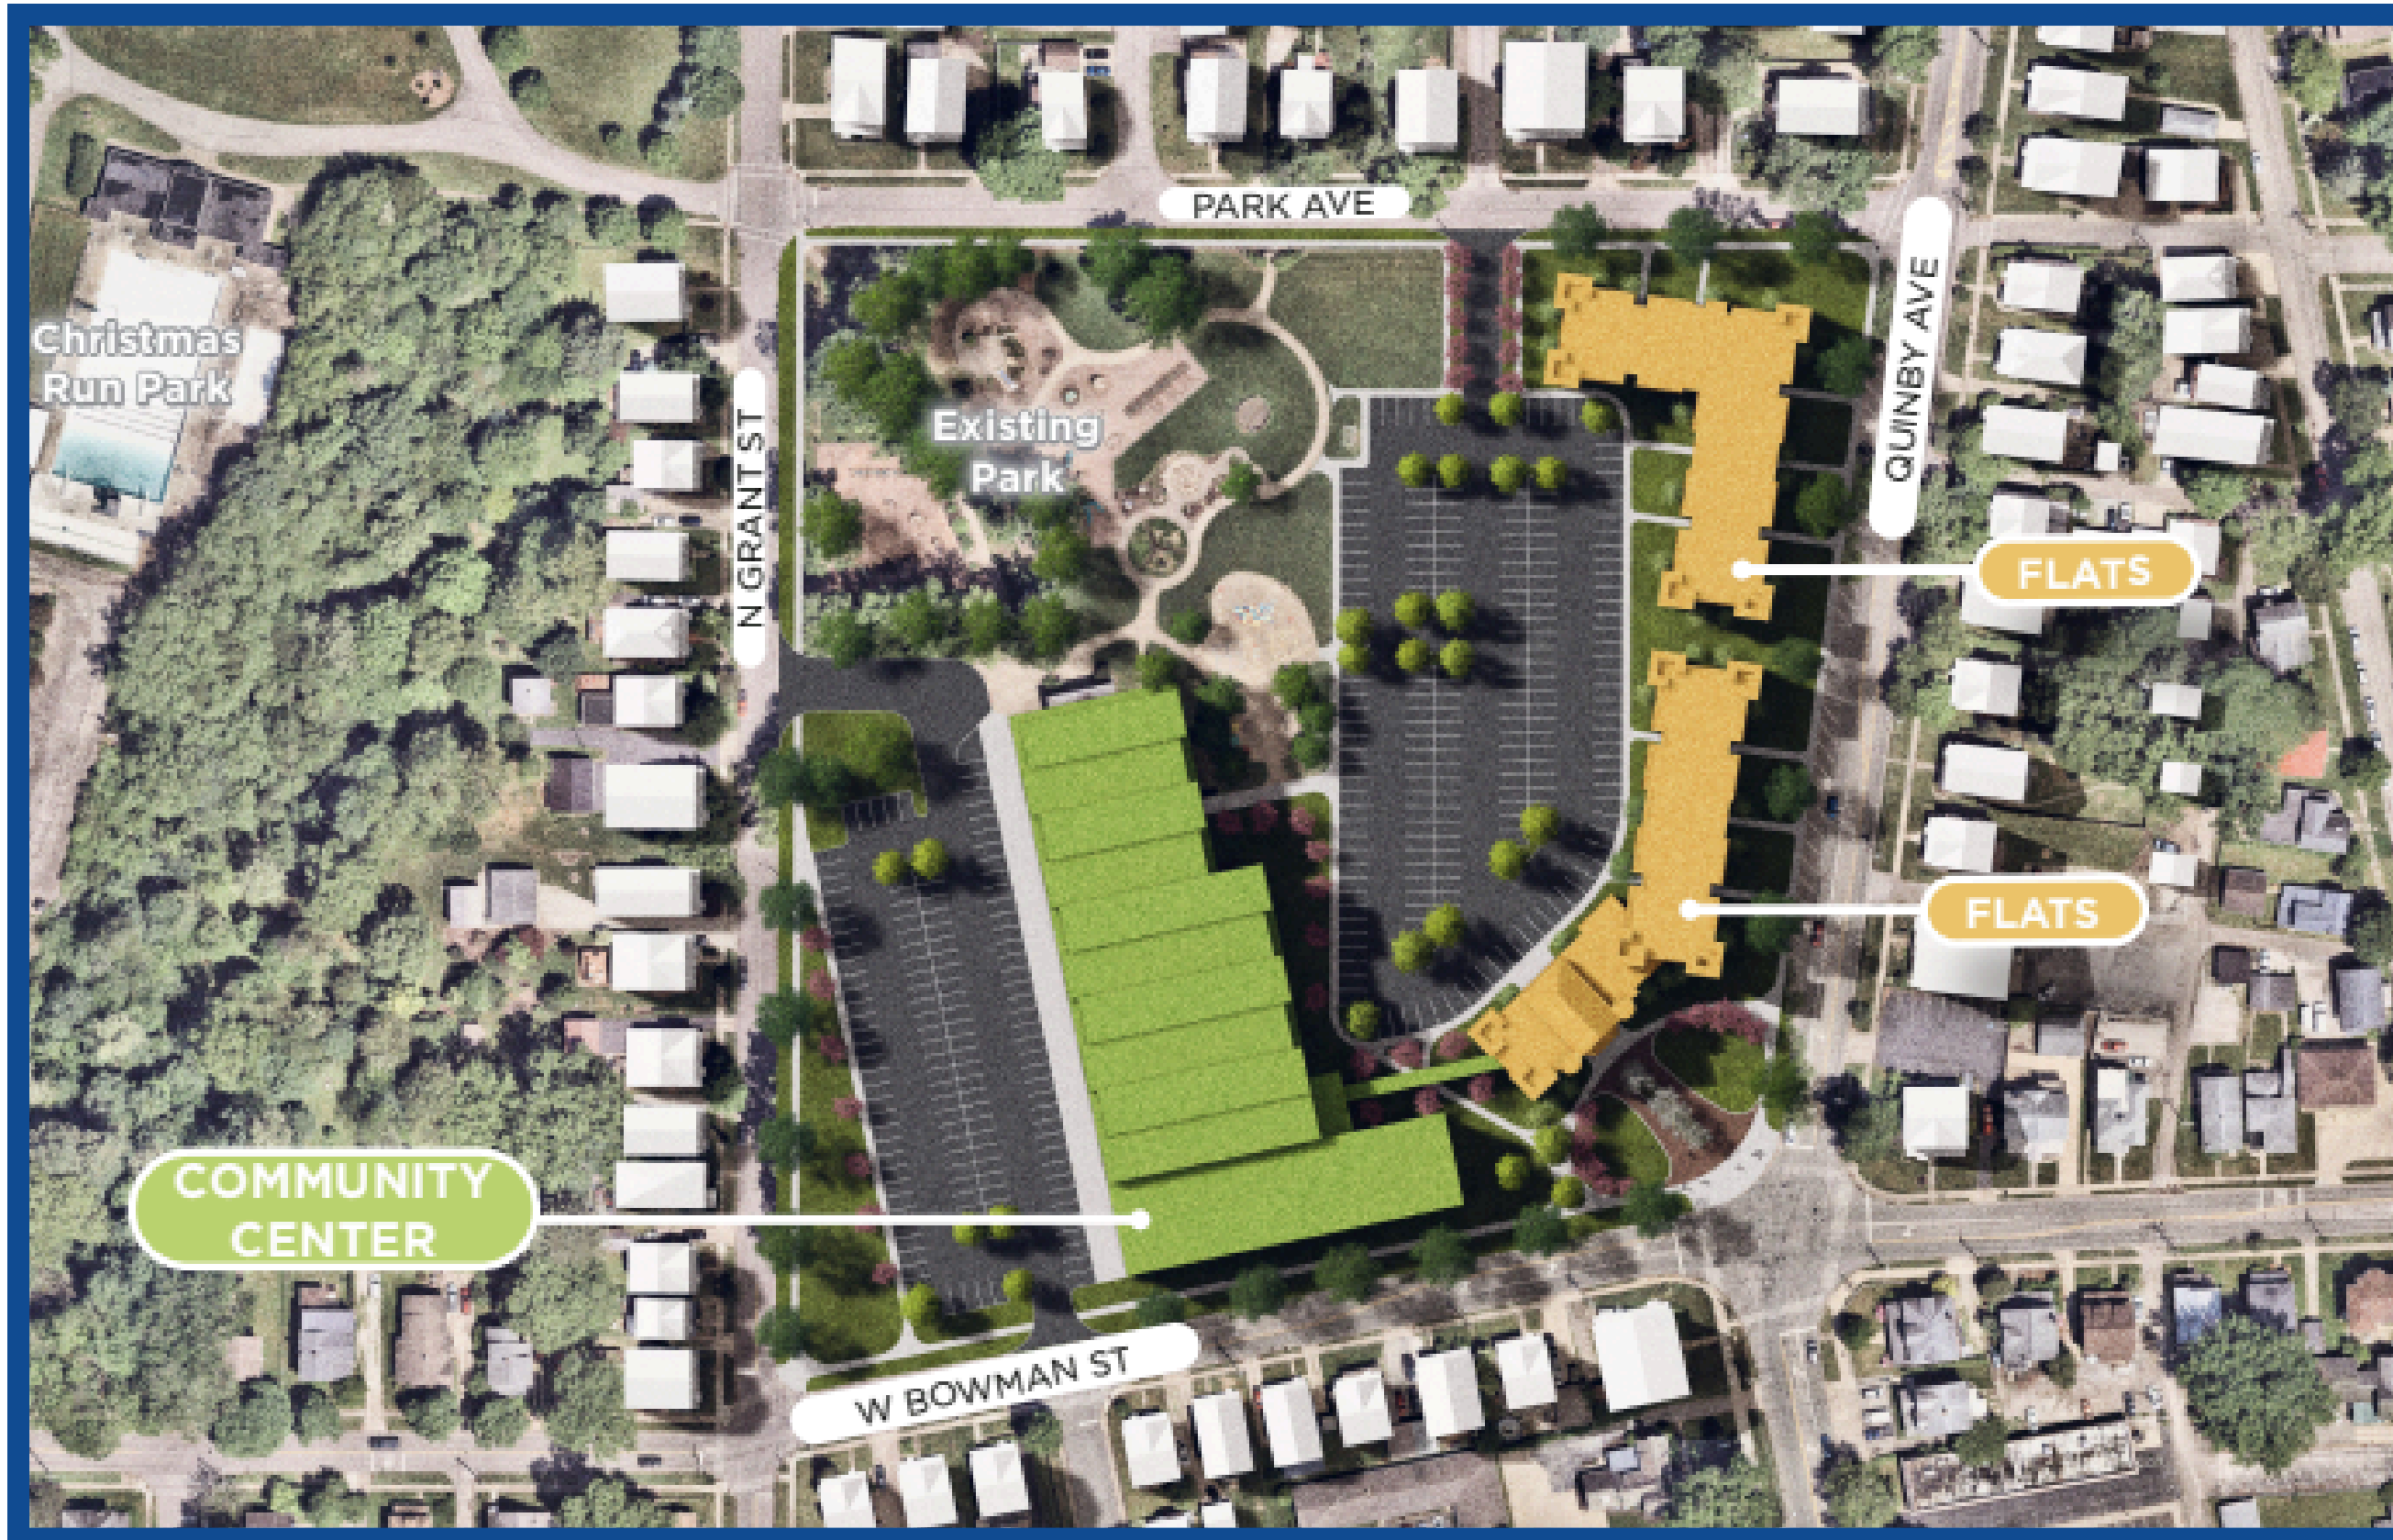 PARK AVE
Christmas
Run Park
QUINBY AVE
N GRANT ST
Existing
Park
FLATS
FLATS
COMMUNITY
CENTER
W BOWMAN ST